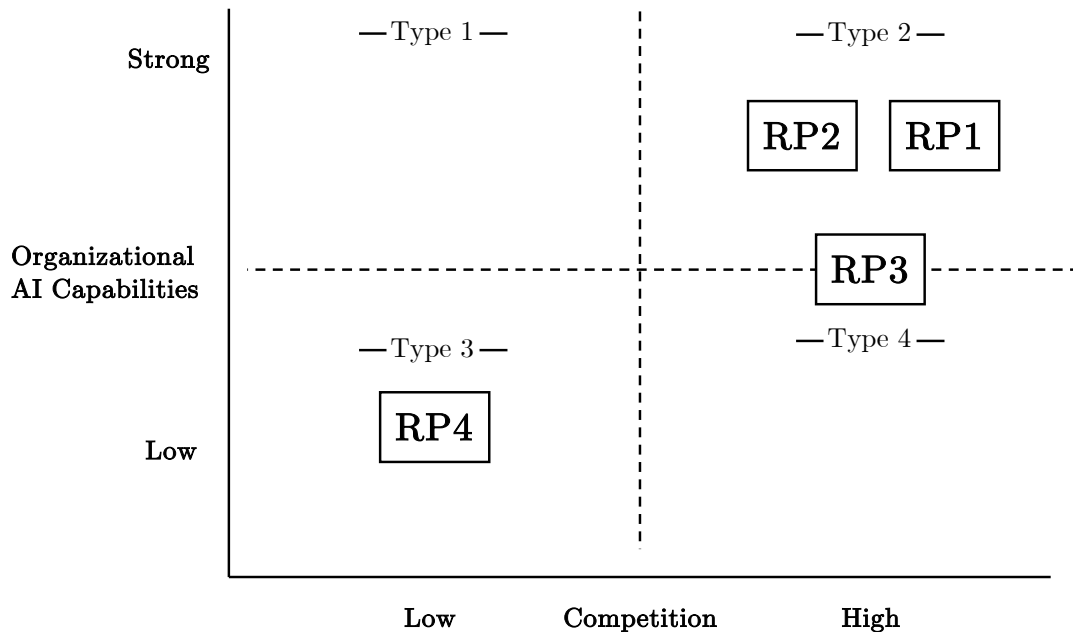 Type 1
Type 2
Strong
RP2
RP1
Organizational
AI Capabilities
RP3
Type 3
Type 4
RP4
Low
Low
Competition
High